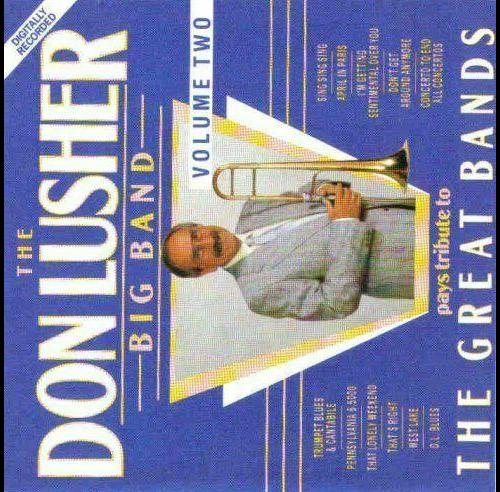 DIGITALLY
RECORDED
THE
DON LUSHER
BIG BAND
VOLUME TWO
SING SING SING
APRIL IN PARIS
I'M GETTING
SENTIMENTAL OVER YOU
DON'T GET
AROUND ANYMORE
CONCERTO TO END
ALL CONCERTOS
TRUMPET BLUES
& CANTABILE
PENNSYLVANIA 6-5000
THAT LONELY WEEKEND
THAT'S RIGHT
WEST LAKE
D.L. BLUES
pays tribute to
THE GREAT BANDS